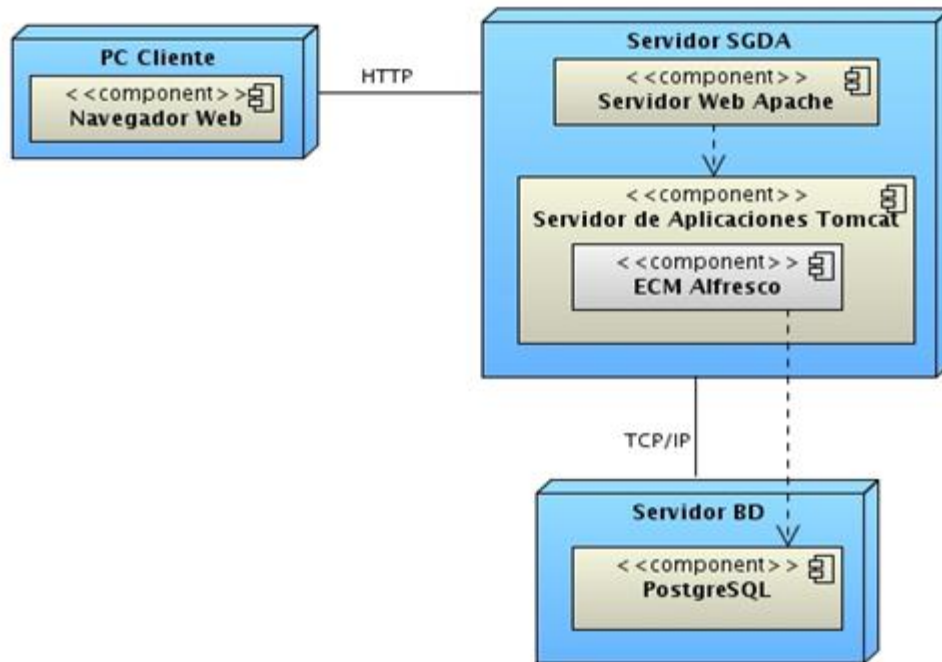 PC Cliente
< <component> >
Navegador Web
HTTP
Servidor SGDA
< <component> >
Servidor Web Apache
< <component> >
Servidor de Aplicaciones Tomcat
< <component> >
ECM Alfresco
TCP/IP
Servidor BD
< <component> >
PostgreSQL